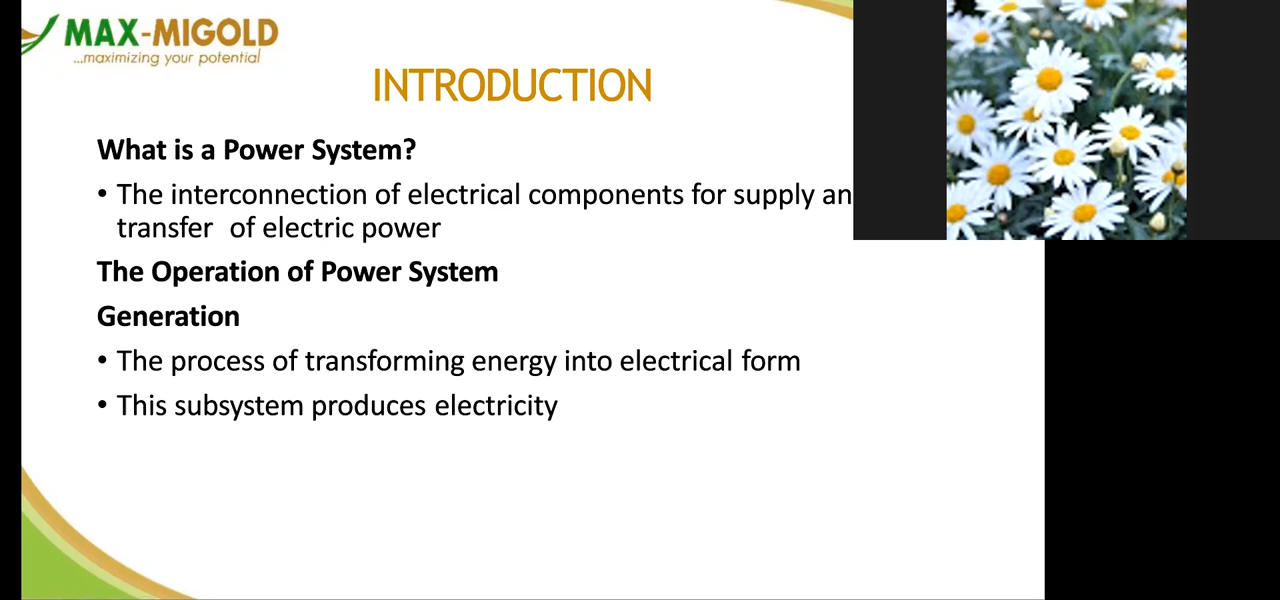 MAX-MIGOLD
...maximizing your potential
INTRODUCTION
What is a Power System?
• The interconnection of electrical components for supply an
transfer of electric power
The Operation of Power System
Generation
• The process of transforming energy into electrical form
• This subsystem produces electricity